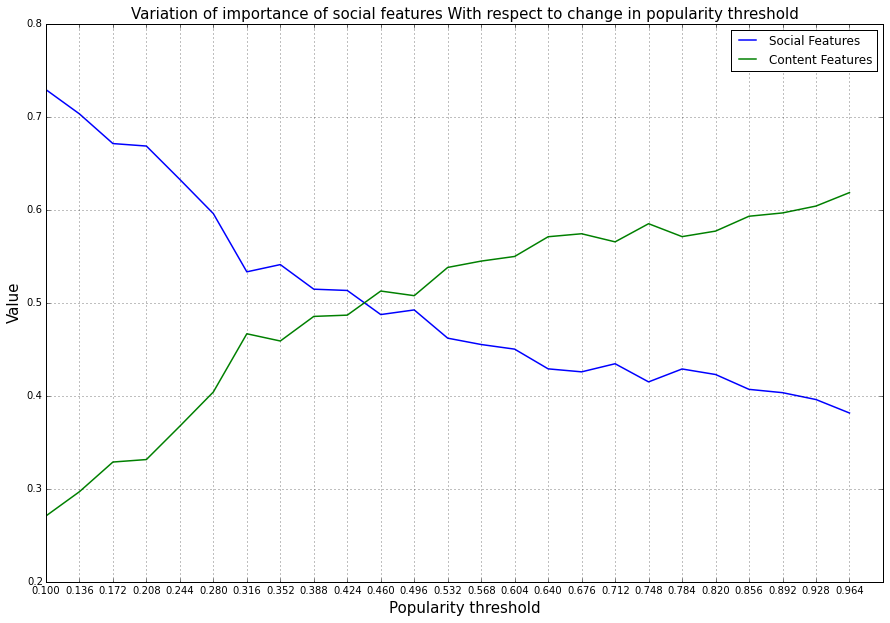 Variation of importance of social features With respect to change in popularity threshold
Social Features
Content Features
Value
0.8
0.7
0.6
0.5
0.4
0.3
0.2
0.100 0.136 0.172 0.208 0.244 0.280 0.316 0.352 0.388 0.424 0.460 0.496 0.532 0.568 0.604 0.640 0.676 0.712 0.748 0.784 0.820 0.856 0.892 0.928 0.964
Popularity threshold